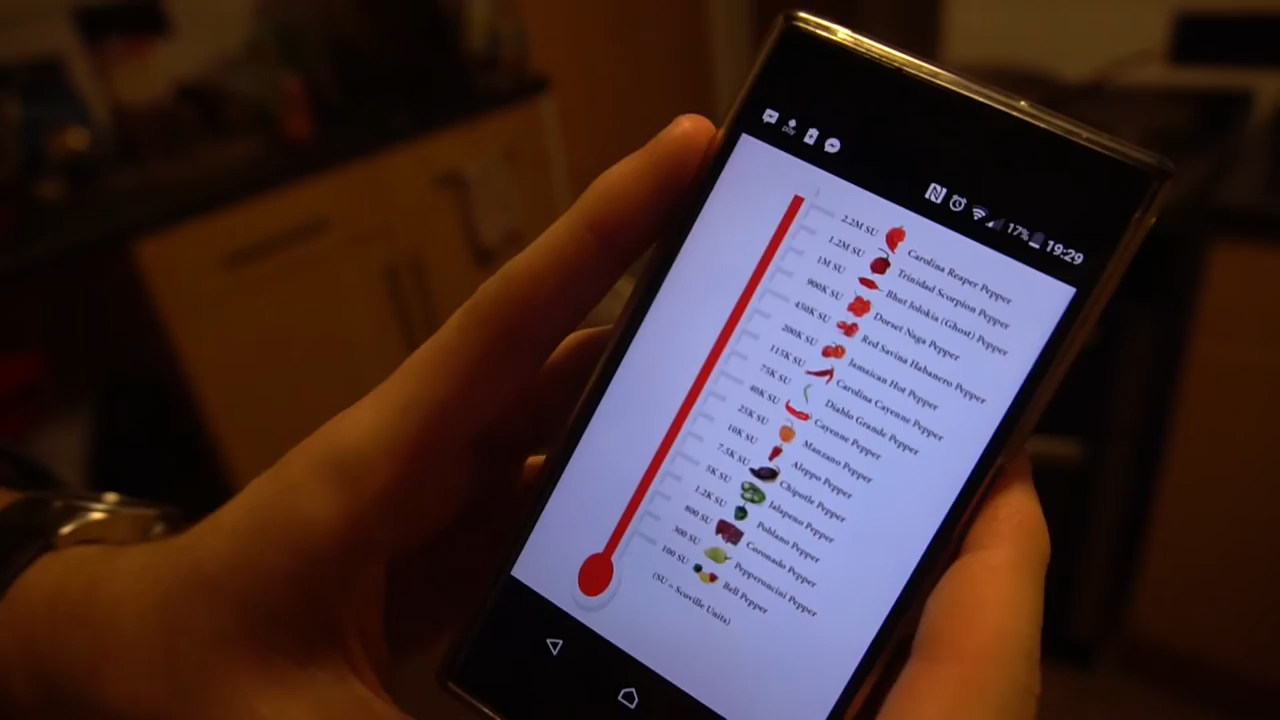 17% 19:29
2.2M SU Carolina Reaper Pepper
1.2M SU Trinidad Scorpion Pepper
1M SU Bhut Jolokia (Ghost) Pepper
900K SU Dorset Naga Pepper
450K SU Red Savina Habanero Pepper
200K SU Jamaican Hot Pepper
115K SU Carolina Cayenne Pepper
75K SU Diablo Grande Pepper
40K SU Cayenne Pepper
25K SU Manzano Pepper
10K SU Aleppo Pepper
7.5K SU Chipotle Pepper
5K SU Jalapeno Pepper
1.2K SU Poblano Pepper
800 SU Coronado Pepper
300 SU Pepperoncini Pepper
100 SU Bell Pepper
(SU = Scoville Units)